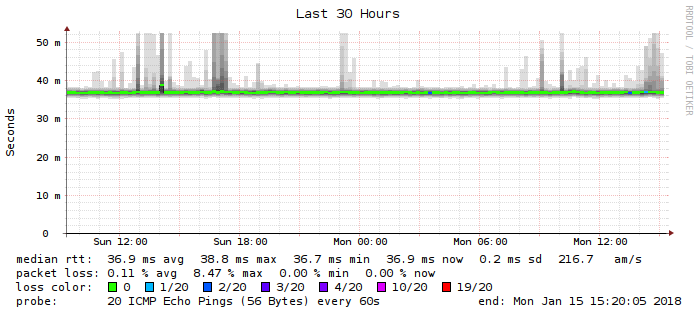 Last 30 Hours
RRDTOOL / TOBI OETIKER
Seconds
50 m
40 m
30 m
20 m
10 m
0
Sun 12:00 Sun 18:00 Mon 00:00 Mon 06:00 Mon 12:00
median rtt: 36.9 ms avg 38.8 ms max 36.7 ms min 36.9 ms now 0.2 ms sd 216.7 am/s
packet loss: 0.11 % avg 8.47 % max 0.00 % min 0.00 % now
loss color: 0 1/20 2/20 3/20 4/20 10/20 19/20
probe: 20 ICMP Echo Pings (56 Bytes) every 60s end: Mon Jan 15 15:20:05 2018